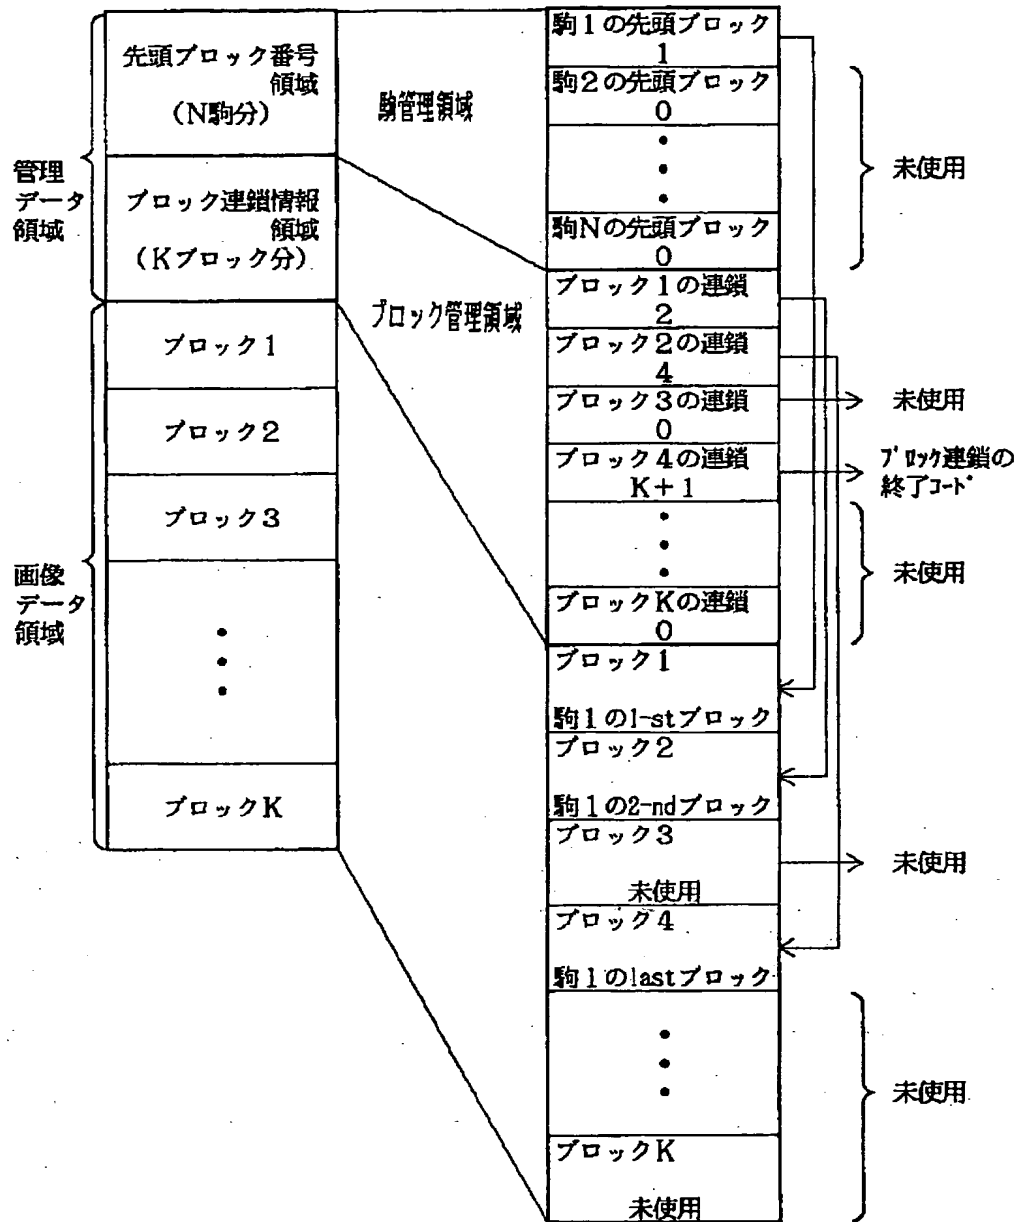 管理
データ
領域
先頭ブロック番号
領域
(N駒分)
ブロック連鎖情報
領域
(Kブロック分)
画像
データ
領域
ブロック1
ブロック2
ブロック3
ブロックK
駒管理領域
ブロック管理領域
駒1の先頭ブロック
1
駒2の先頭ブロック
0
駒Nの先頭ブロック
0
未使用
ブロック1の連鎖
2
ブロック2の連鎖
4
ブロック3の連鎖
0
未使用
ブロック4の連鎖
K+1
ブロック連鎖の
終了コード
未使用
ブロックKの連鎖
0
ブロック1
駒1の1-stブロック
ブロック2
駒1の2-ndブロック
ブロック3
未使用
未使用
ブロック4
駒1のlastブロック
未使用
ブロックK
未使用